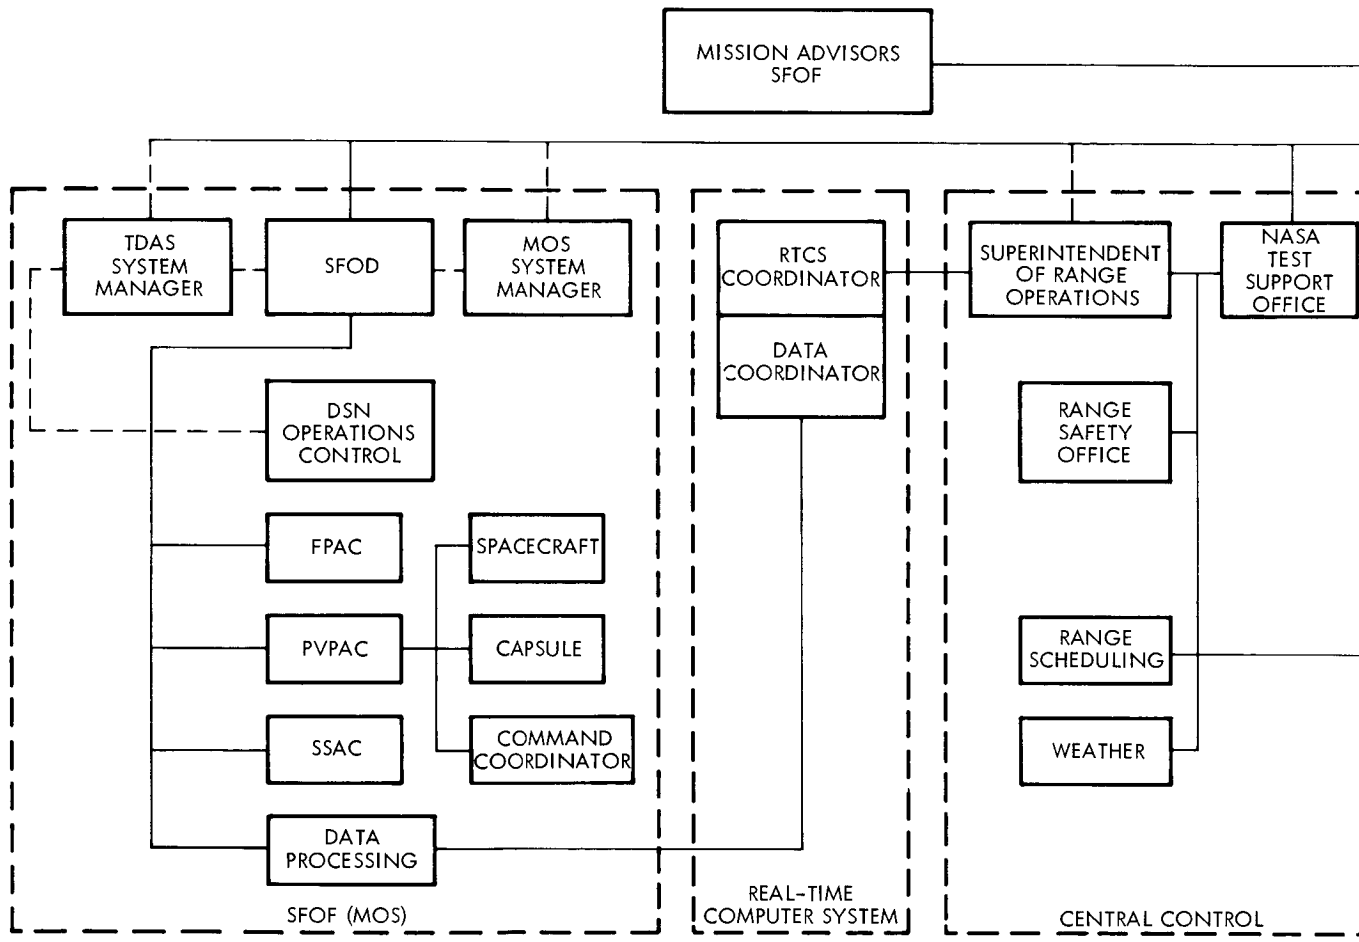 MISSION ADVISORS
SFOF
TDAS
SYSTEM
MANAGER
SFOD
MOS
SYSTEM
MANAGER
DSN
OPERATIONS
CONTROL
FPAC
SPACECRAFT
PVPAC
CAPSULE
SSAC
COMMAND
COORDINATOR
DATA
PROCESSING
SFOF (MOS)
RTCS
COORDINATOR
DATA
COORDINATOR
REAL-TIME
COMPUTER SYSTEM
SUPERINTENDENT
OF RANGE
OPERATIONS
NASA
TEST
SUPPORT
OFFICE
RANGE
SAFETY
OFFICE
RANGE
SCHEDULING
WEATHER
CENTRAL CONTROL